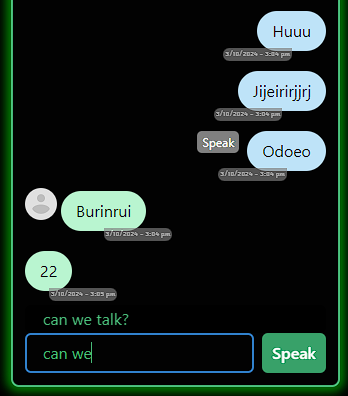 Huuu
3/10/2024 - 3:04 pm
Jijeirirjjrj
3/10/2024 - 3:04 pm
Speak
Odoeo
3/10/2024 - 3:04 pm
Burinrui
3/10/2024 - 3:04 pm
22
3/10/2024 - 3:05 pm
can we talk?
can we
Speak